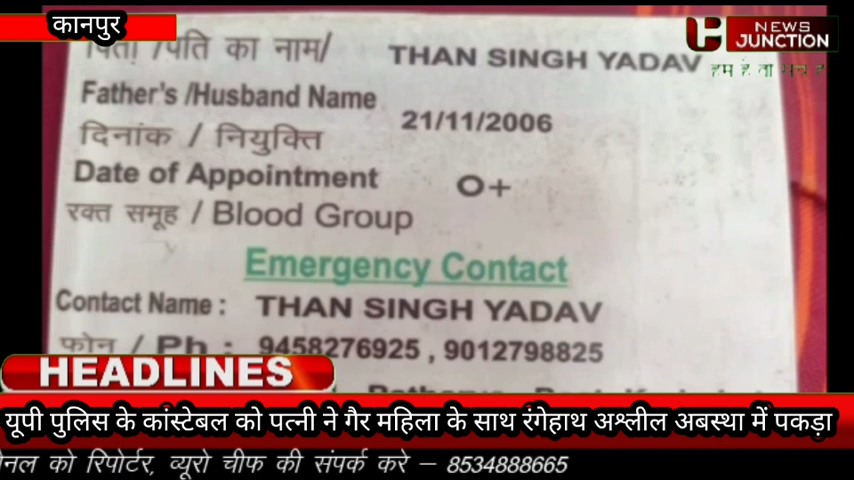 कानपुर
NEWS
JUNCTION
पिता /पति का नाम/
THAN SINGH YADAV
Father's /Husband Name
21/11/2006
दिनांक / नियुक्ति
Date of Appointment
O+
रक्त समूह / Blood Group
Emergency Contact
Contact Name : THAN SINGH YADAV
फोन / Ph : 9458276925 , 9012798825
HEADLINES
यूपी पुलिस के कांस्टेबल को पत्नी ने गैर महिला के साथ रंगेहाथ अश्लील अबस्था में पकड़ा
को रिपोर्टर, व्यूरो चीफ की संपर्क करे – 8534888665